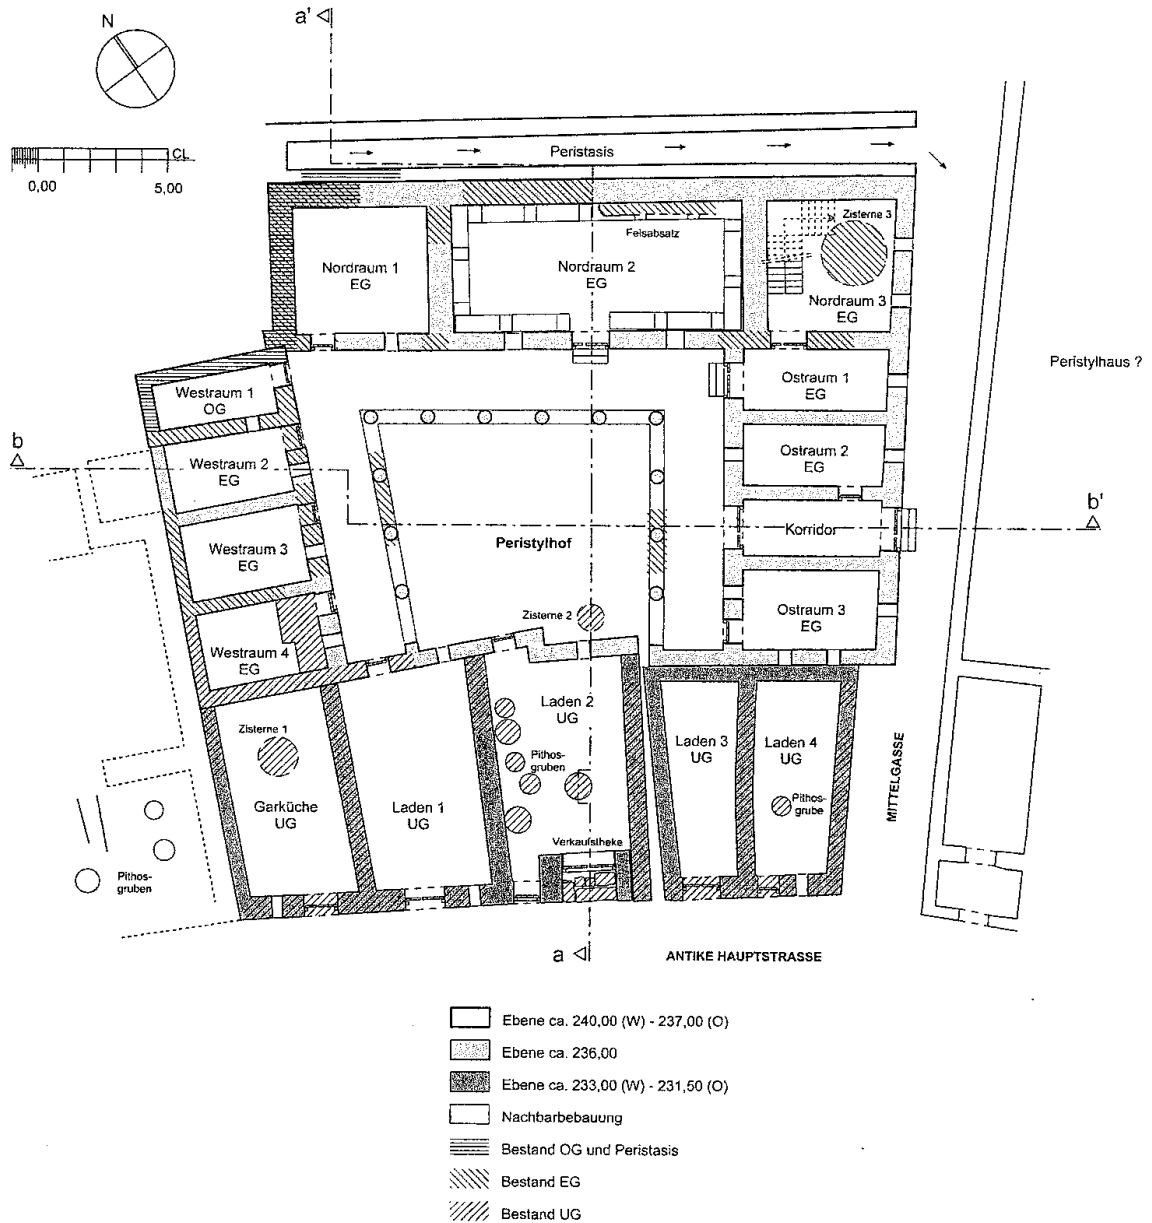 a'
N
CL
0,00
5,00
Peristasis
Zisterne 3
Felsabsatz
Nordraum 1
EG
Nordraum 2
EG
Nordraum 3
EG
Peristylhaus ?
Westraum 1
OG
Ostraum 1
EG
b
Westraum 2
EG
Ostraum 2
EG
b'
Korridor
Westraum 3
EG
Peristylhof
Zisterne 2
Ostraum 3
EG
Westraum 4
EG
Laden 2
UG
Zisterne 1
Laden 3
UG
Laden 4
UG
Pithos-
gruben
Garküche
UG
Laden 1
UG
Pithos-
grube
MITTELGASSE
Verkaufstheke
Pithos-
gruben
a
ANTIKE HAUPTSTRASSE
Ebene ca. 240,00 (W) - 237,00 (O)
Ebene ca. 236,00
Ebene ca. 233,00 (W) - 231,50 (O)
Nachbarbebauung
Bestand OG und Peristasis
Bestand EG
Bestand UG